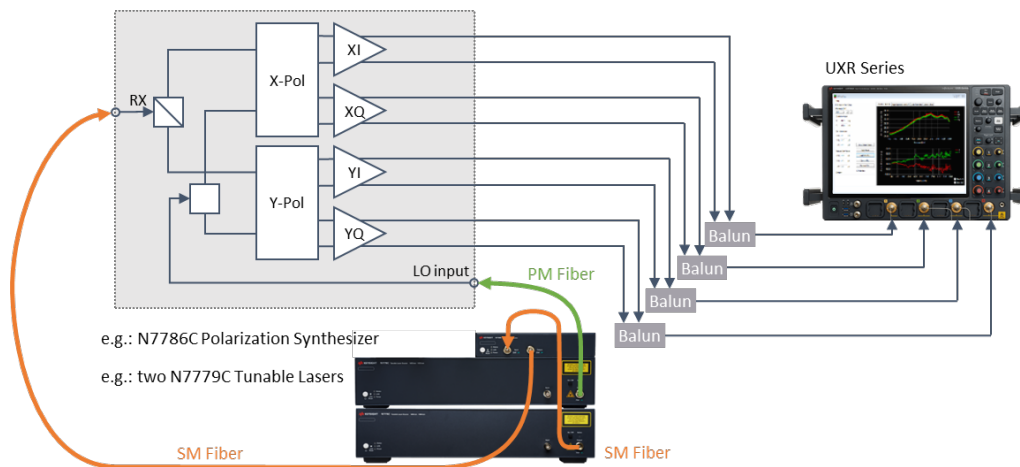 XI
X-Pol
RX
XQ
YI
Y-Pol
YQ
LO input
UXR Series
Balun
Balun
Balun
Balun
PM Fiber
e.g.: N7786C Polarization Synthesizer
e.g.: two N7779C Tunable Lasers
SM Fiber
SM Fiber